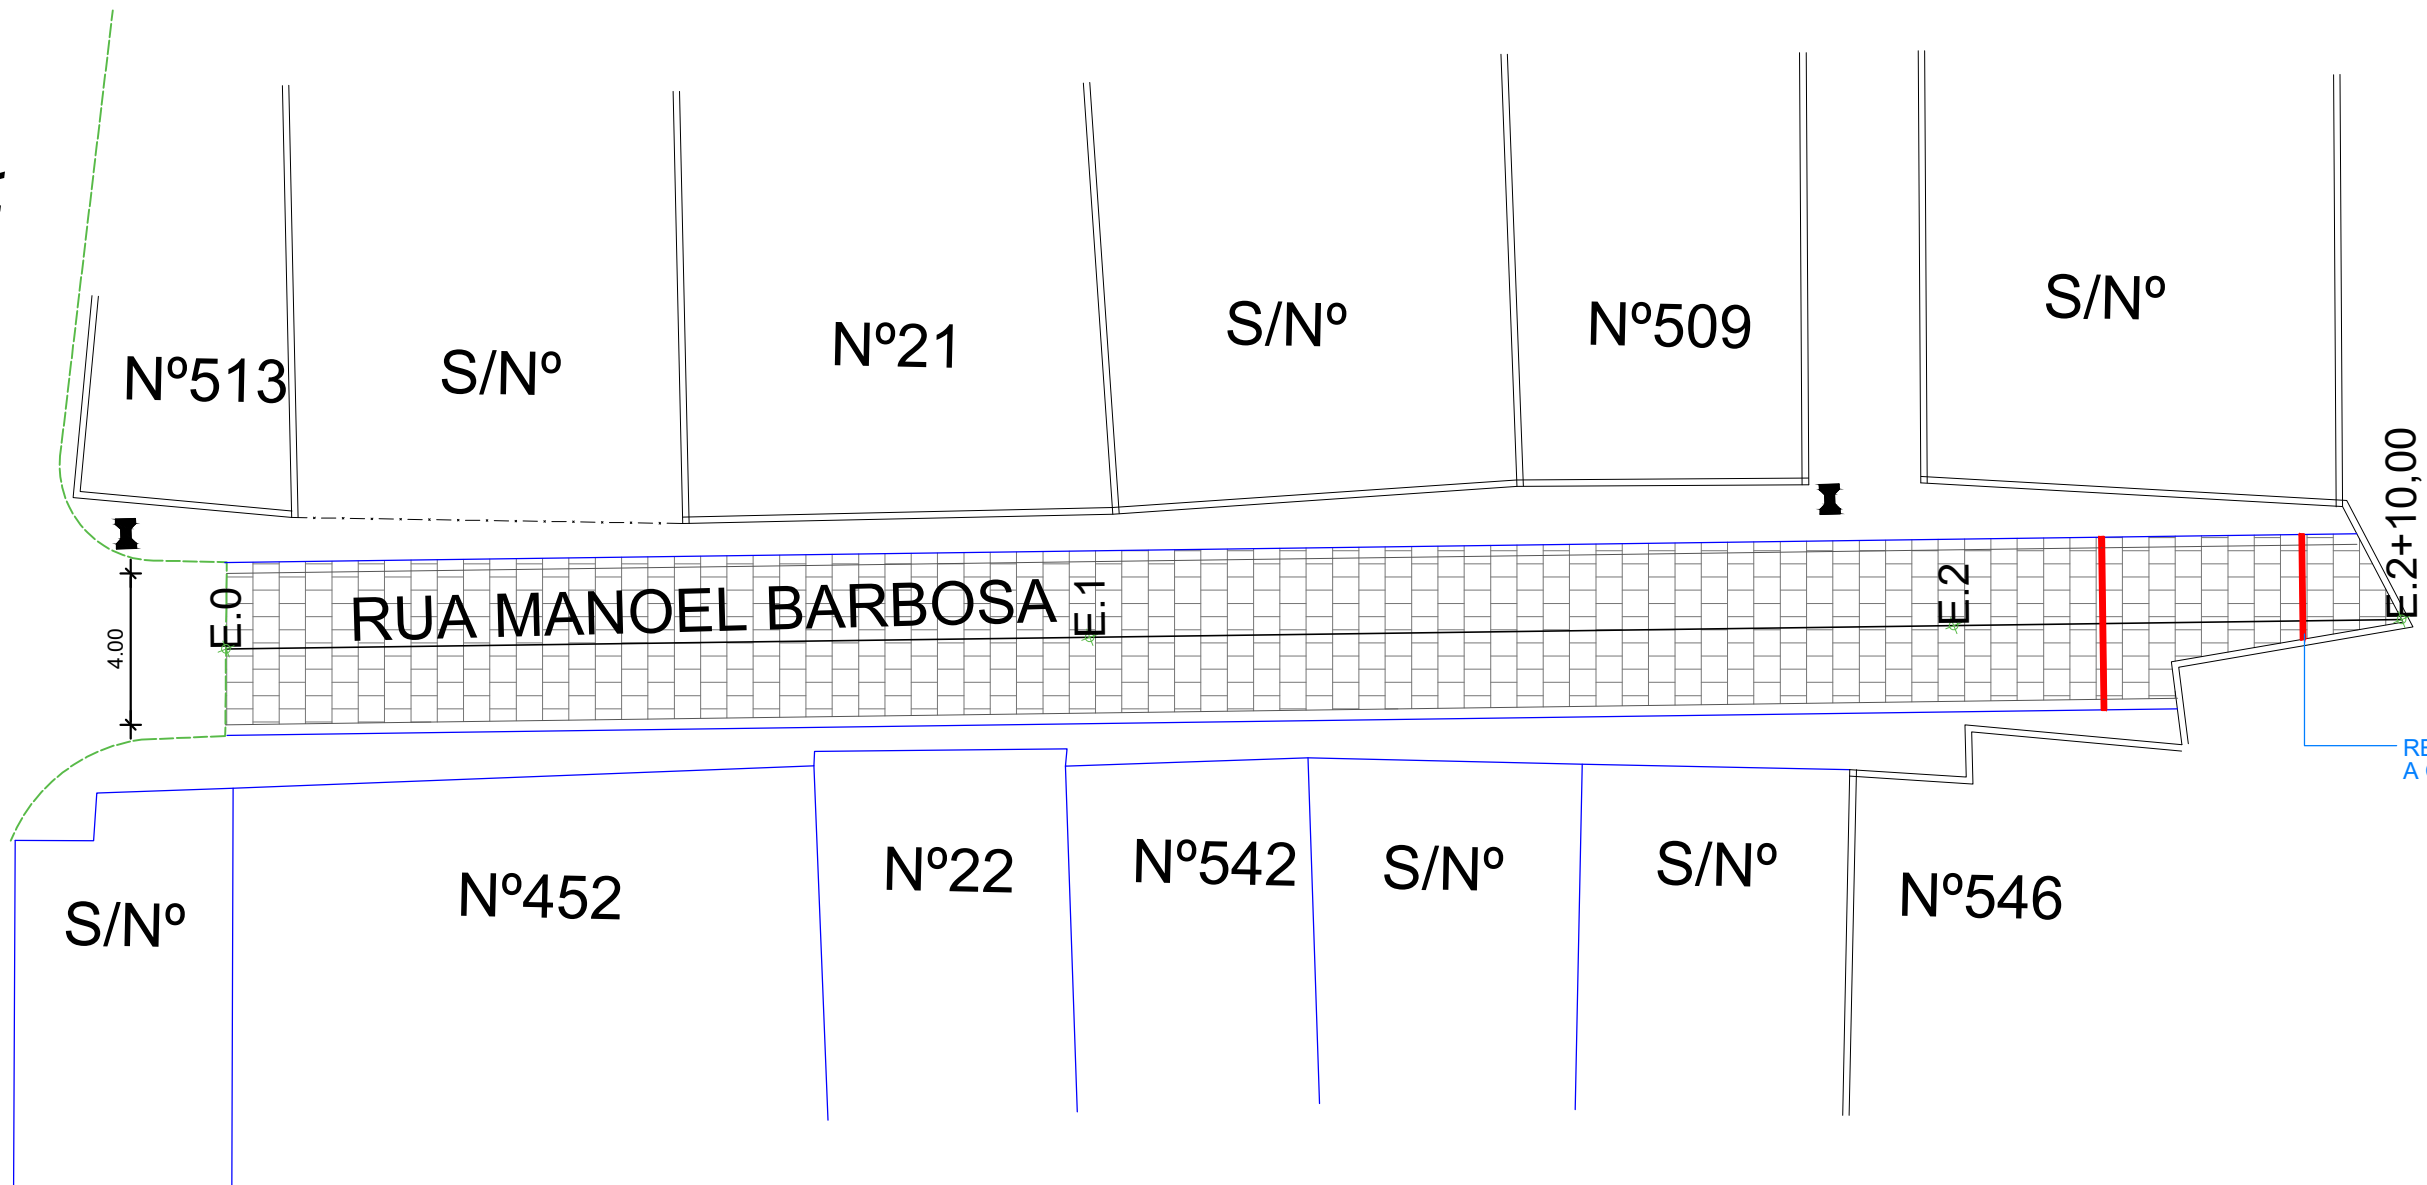 S/Nº
Nº509
S/Nº
Nº21
S/Nº
Nº513
E.2+10,00
RUA MANOEL BARBOSA
E.0
E.1
E.2
4.00
Nº542
S/Nº
S/Nº
Nº22
Nº452
Nº546
S/Nº